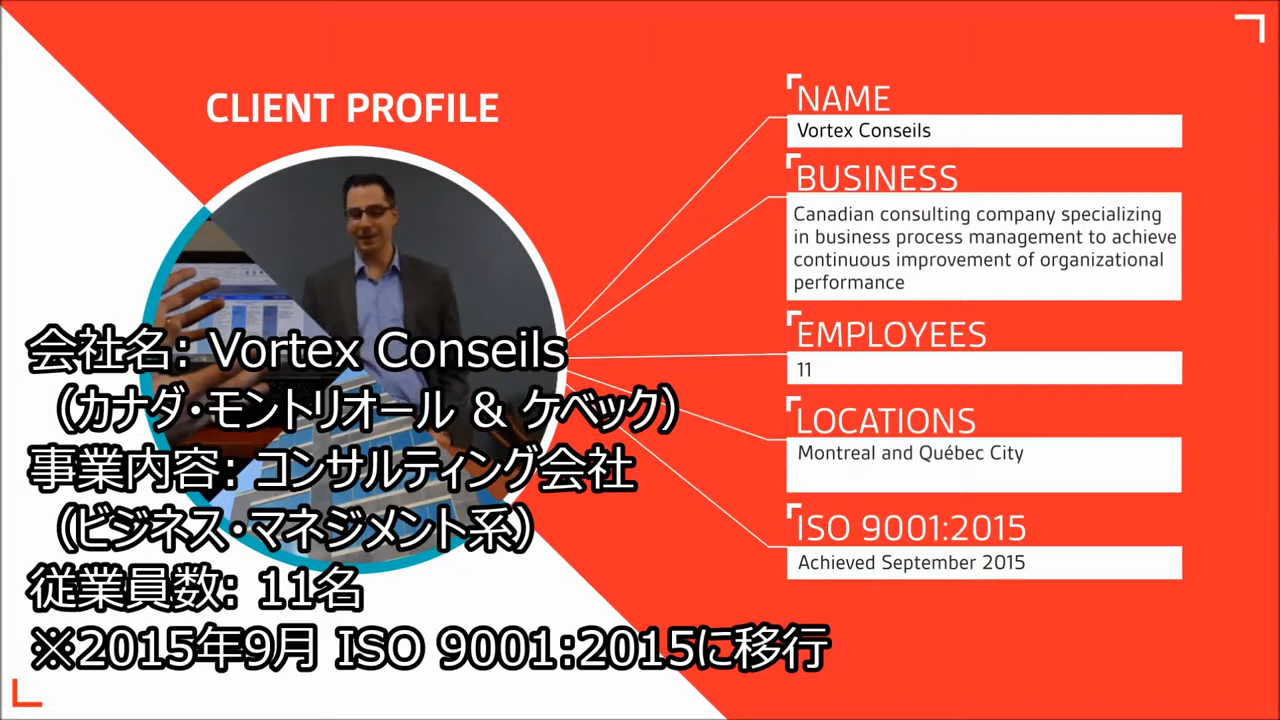 CLIENT PROFILE
NAME
Vortex Conseils
BUSINESS
Canadian consulting company specializing
in business process management to achieve
continuous improvement of organizational
performance
EMPLOYEES
11
LOCATIONS
Montreal and Québec City
ISO 9001:2015
Achieved September 2015
会社名: Vortex Conseils
（カナダ・モントリオール & ケベック）
事業内容: コンサルティング会社
（ビジネス・マネジメント系）
従業員数: 11名
※2015年9月 ISO 9001:2015に移行